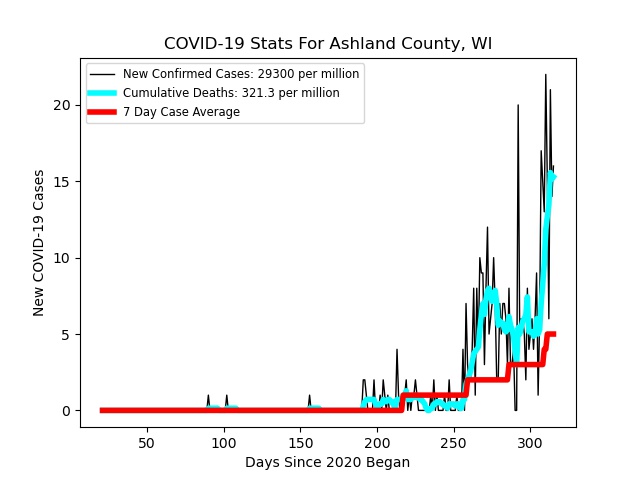 COVID-19 Stats For Ashland County, WI
New Confirmed Cases: 29300 per million
Cumulative Deaths: 321.3 per million
7 Day Case Average
New COVID-19 Cases
20
15
10
5
0
50 100 150 200 250 300
Days Since 2020 Began